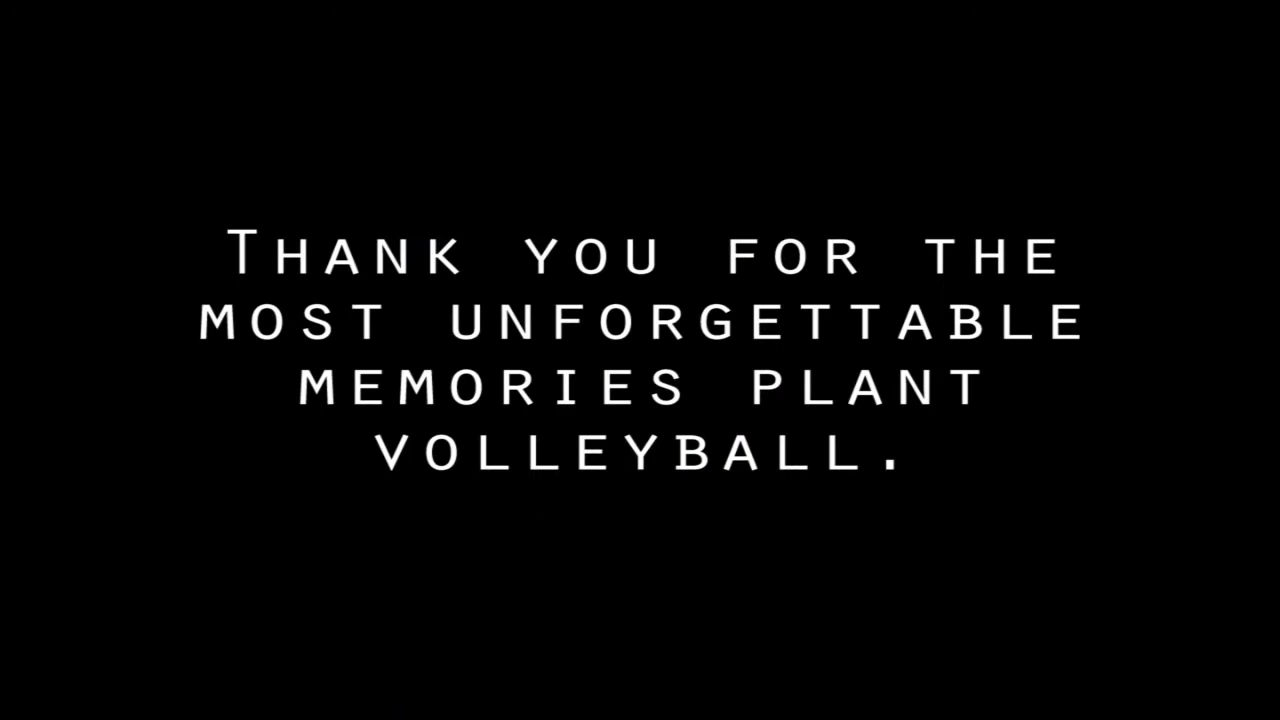 Thank you for the
most unforgettable
memories Plant
Volleyball.